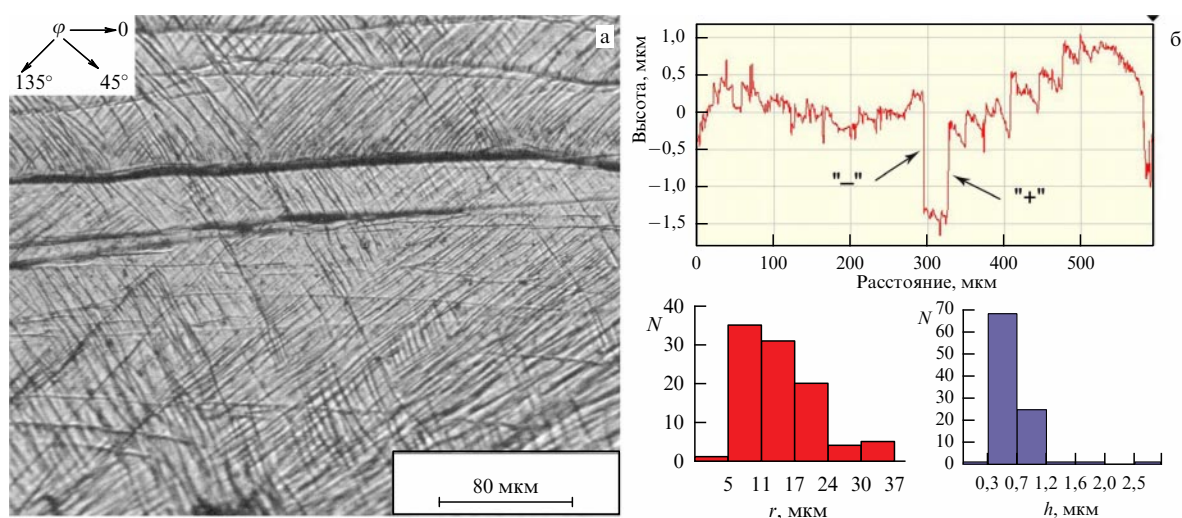 φ
0
135°
45°
а
80 мкм
б
Высота, мкм
1,0
0,5
0
−0,5
−1,0
−1,5
"−"
"+"
0 100 200 300 400 500
Расстояние, мкм
N
40
30
20
10
0
5 11 17 24 30 37
r, мкм
N
70
60
50
40
30
20
10
0
0,3 0,7 1,2 1,6 2,0 2,5
h, мкм